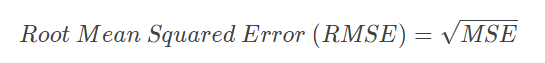 Root Mean Squared Error (RMSE) = √MSE